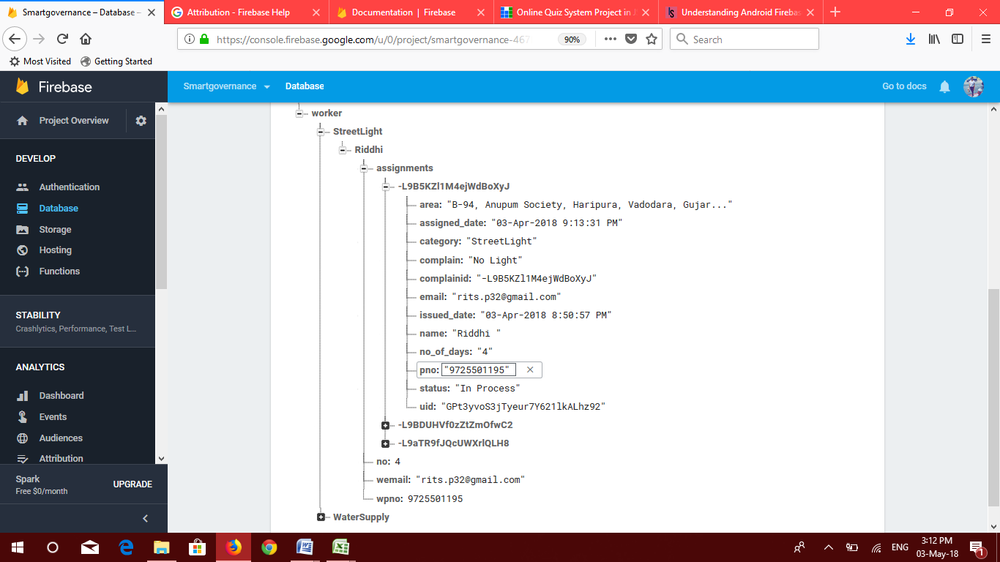 Smartgovernance – Database –
Attribution - Firebase Help
Documentation | Firebase
Online Quiz System Project in J
Understanding Android Firebas
https://console.firebase.google.com/u/0/project/smartgovernance-467
90%
Search
Most Visited
Getting Started
Firebase
Smartgovernance
Database
Go to docs
Project Overview
DEVELOP
Authentication
Database
Storage
Hosting
Functions
STABILITY
Crashlytics, Performance, Test L...
ANALYTICS
Dashboard
Events
Audiences
Attribution
Spark
Free $0/month
UPGRADE
worker
StreetLight
Riddhi
assignments
-L9B5KZl1M4ejWdBoXyJ
area: "B-94, Anupum Society, Haripura, Vadodara, Gujar..."
assigned_date: "03-Apr-2018 9:13:31 PM"
category: "StreetLight"
complain: "No Light"
complainid: "-L9B5KZl1M4ejWdBoXyJ"
email: "rits.p32@gmail.com"
issued_date: "03-Apr-2018 8:50:57 PM"
name: "Riddhi "
no_of_days: "4"
pno: "9725501195"
status: "In Process"
uid: "GPt3yvoS3jTyeur7Y621lkALhz92"
-L9BDUHVf0zZtZmOfwC2
-L9aTR9fJQcUWXrlQLH8
no: 4
wemail: "rits.p32@gmail.com"
wpno: 9725501195
WaterSupply
ENG
3:12 PM
03-May-18
1